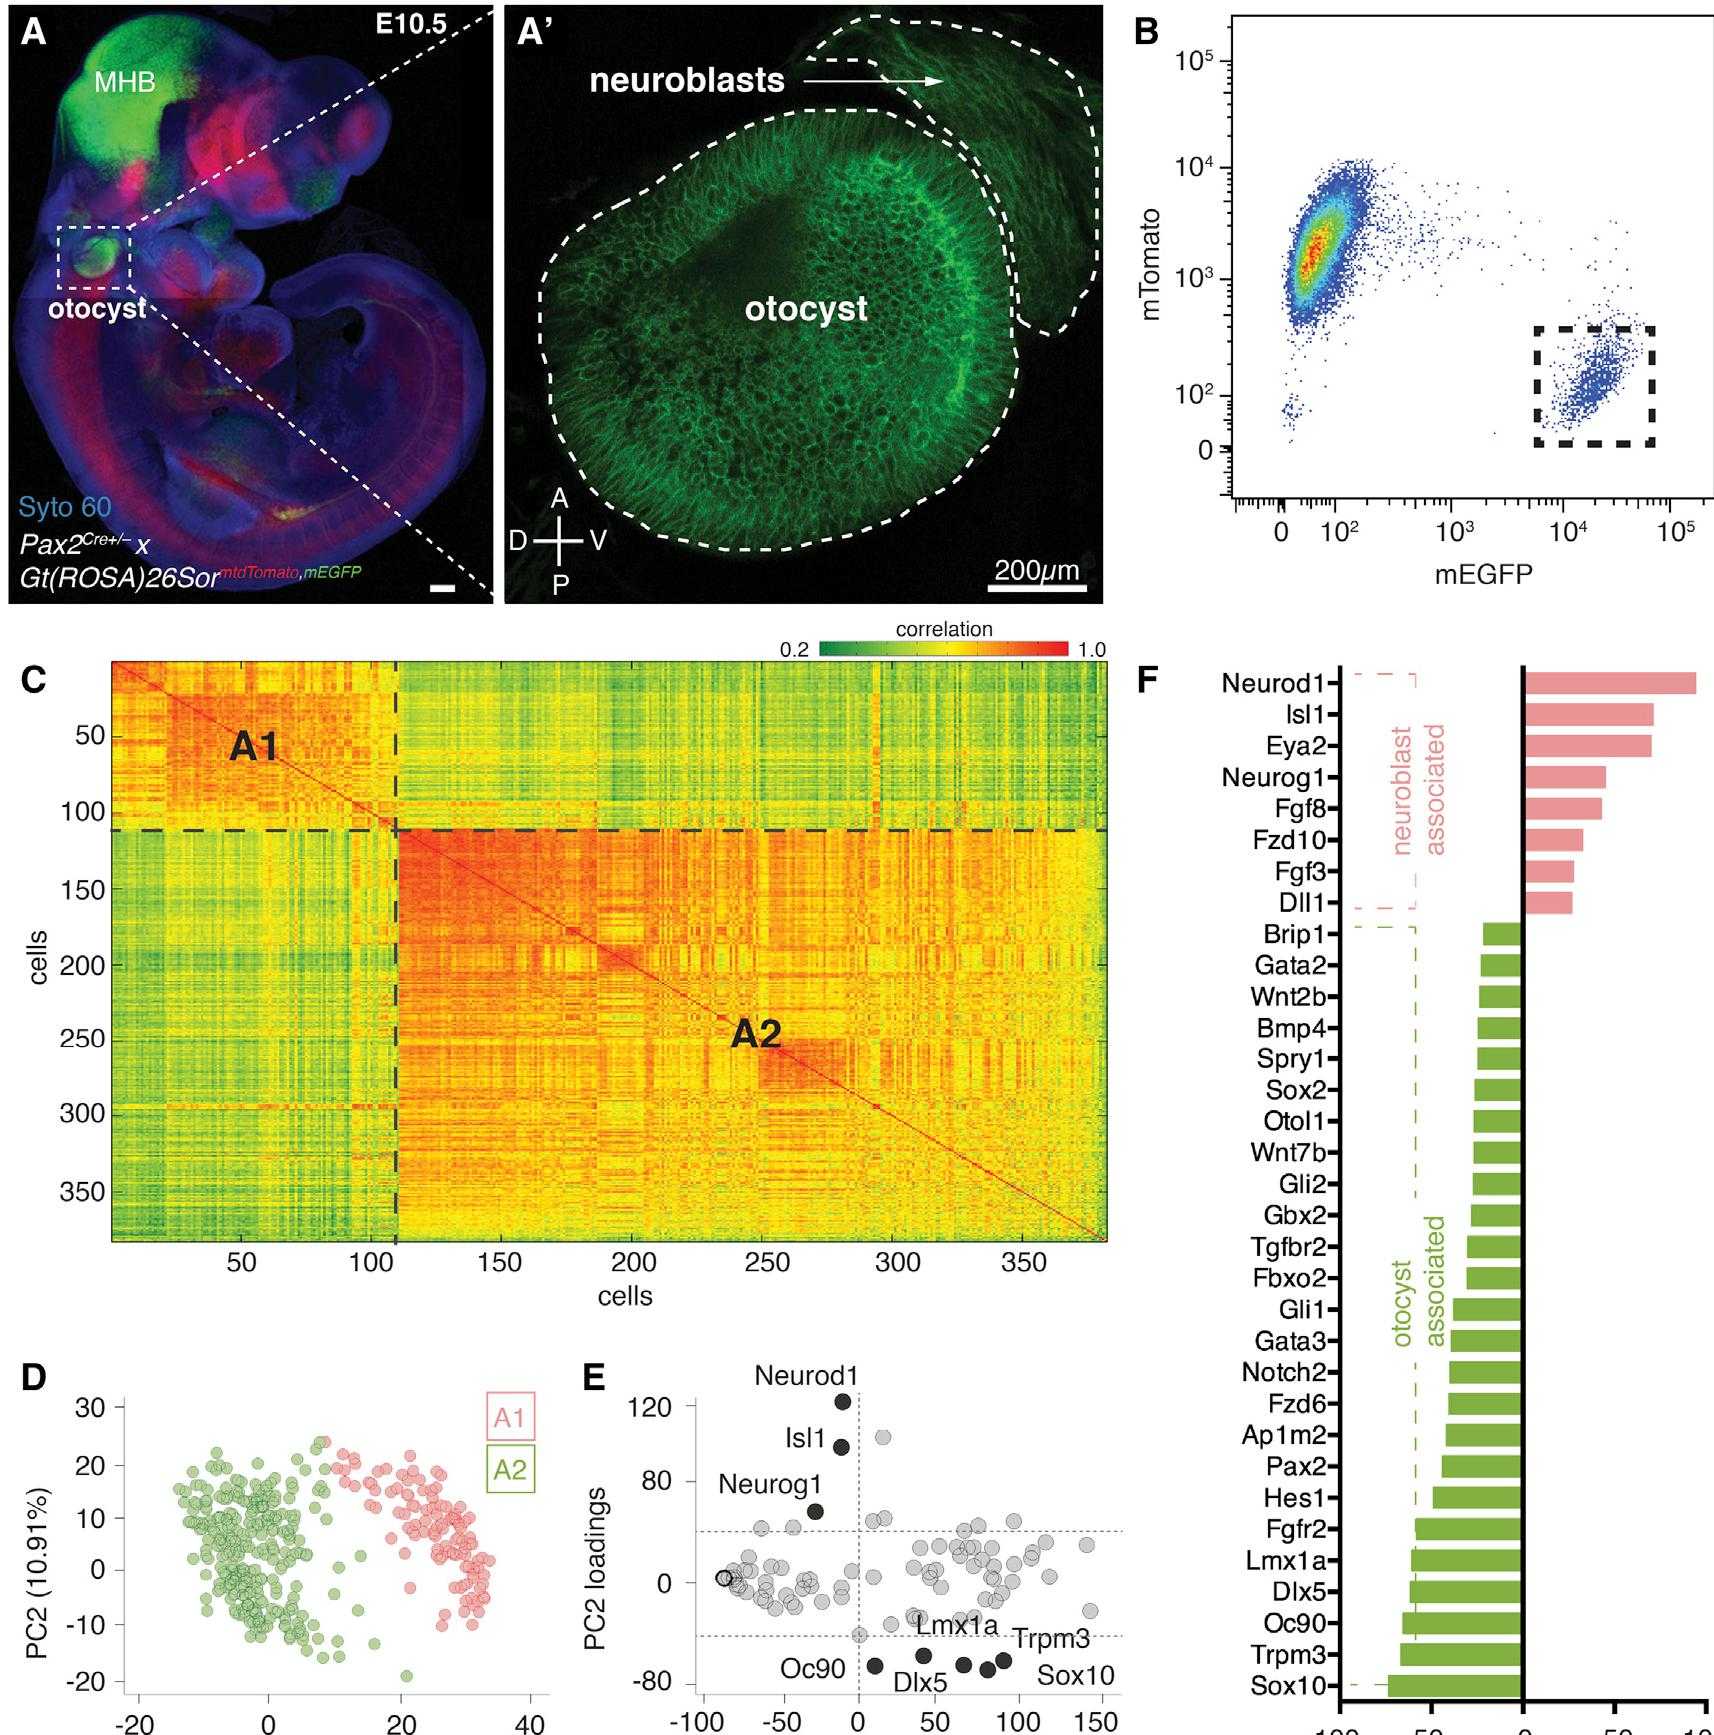 A
E10.5
MHB
otocyst
Syto 60
Pax2Cre+/– x
Gt(ROSA)26SormtdTomato,mEGFP
A’
neuroblasts
otocyst
A
D V
P
200µm
B
mTomato
10⁵
10⁴
10³
10²
0
0 10² 10³ 10⁴ 10⁵
mEGFP
correlation
0.2 1.0
C
cells
50
100
150
200
250
300
350
A1
A2
50 100 150 200 250 300 350
cells
D
A1
A2
PC2 (10.91%)
30
20
10
0
-10
-20
-20 0 20 40
E
PC2 loadings
120
80
0
-80
Neurod1
Isl1
Neurog1
Lmx1a
Trpm3
Oc90
Dlx5
Sox10
-100 -50 0 50 100 150
F
neuroblast
associated
otocyst
associated
Neurod1
Isl1
Eya2
Neurog1
Fgf8
Fzd10
Fgf3
Dll1
Brip1
Gata2
Wnt2b
Bmp4
Spry1
Sox2
Otol1
Wnt7b
Gli2
Gbx2
Tgfbr2
Fbxo2
Gli1
Gata3
Notch2
Fzd6
Ap1m2
Pax2
Hes1
Fgfr2
Lmx1a
Dlx5
Oc90
Trpm3
Sox10